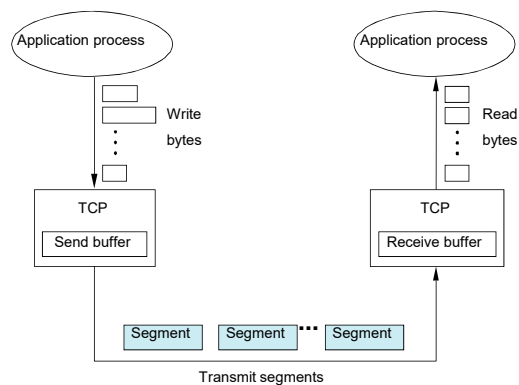 Application process
Application process
Write
bytes
Read
bytes
TCP
Send buffer
TCP
Receive buffer
Segment
Segment
Segment
Transmit segments